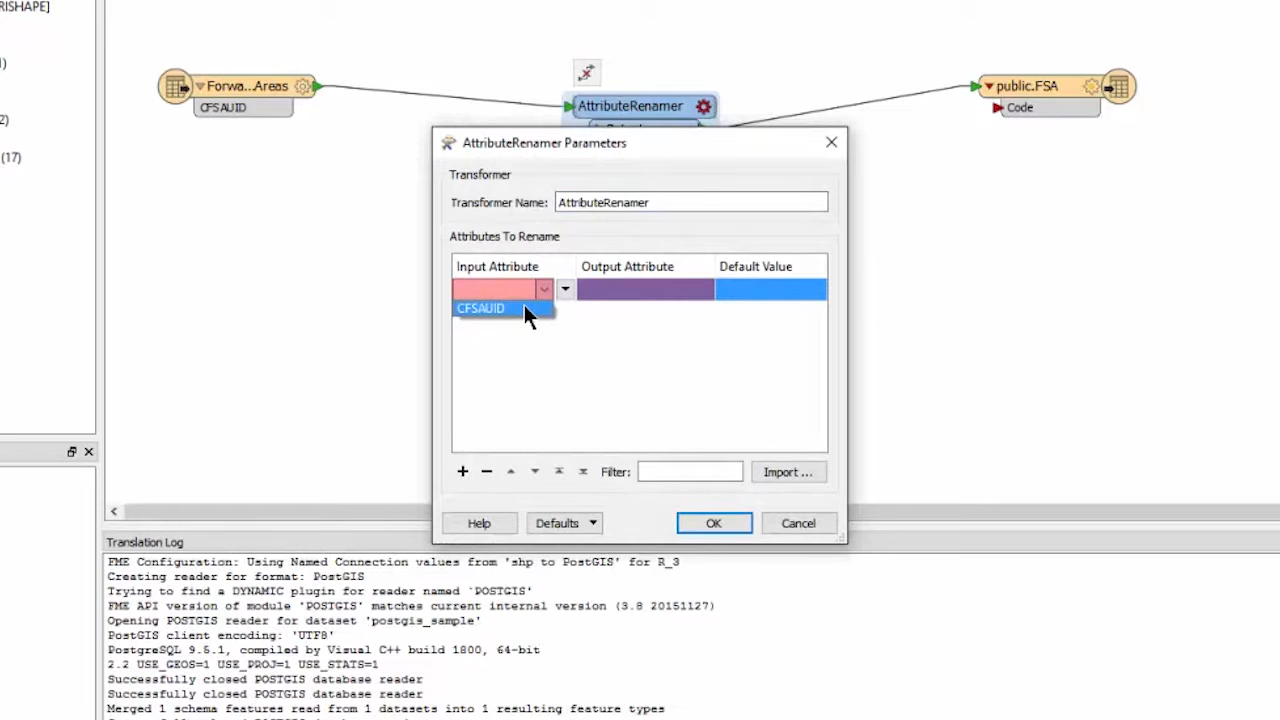 RISHAPE]
1)
2)
(17)
Forwa...Areas
CFSAUID
AttributeRenamer
public.FSA
Code
AttributeRenamer Parameters
Transformer
Transformer Name: AttributeRenamer
Attributes To Rename
Input Attribute Output Attribute Default Value
CFSAUID
Filter: Import ...
Help Defaults OK Cancel
Translation Log
FME Configuration: Using Named Connection values from 'shp to PostGIS' for R_3
Creating reader for format: PostGIS
Trying to find a DYNAMIC plugin for reader named `POSTGIS'
FME API version of module 'POSTGIS' matches current internal version (3.8 20151127)
Opening POSTGIS reader for dataset 'postgis_sample'
PostGIS client encoding: 'UTF8'
PostgreSQL 9.5.1, compiled by Visual C++ build 1800, 64-bit
2.2 USE_GEOS=1 USE_PROJ=1 USE_STATS=1
Successfully closed POSTGIS database reader
Successfully closed POSTGIS database reader
Merged 1 schema features read from 1 datasets into 1 resulting feature types